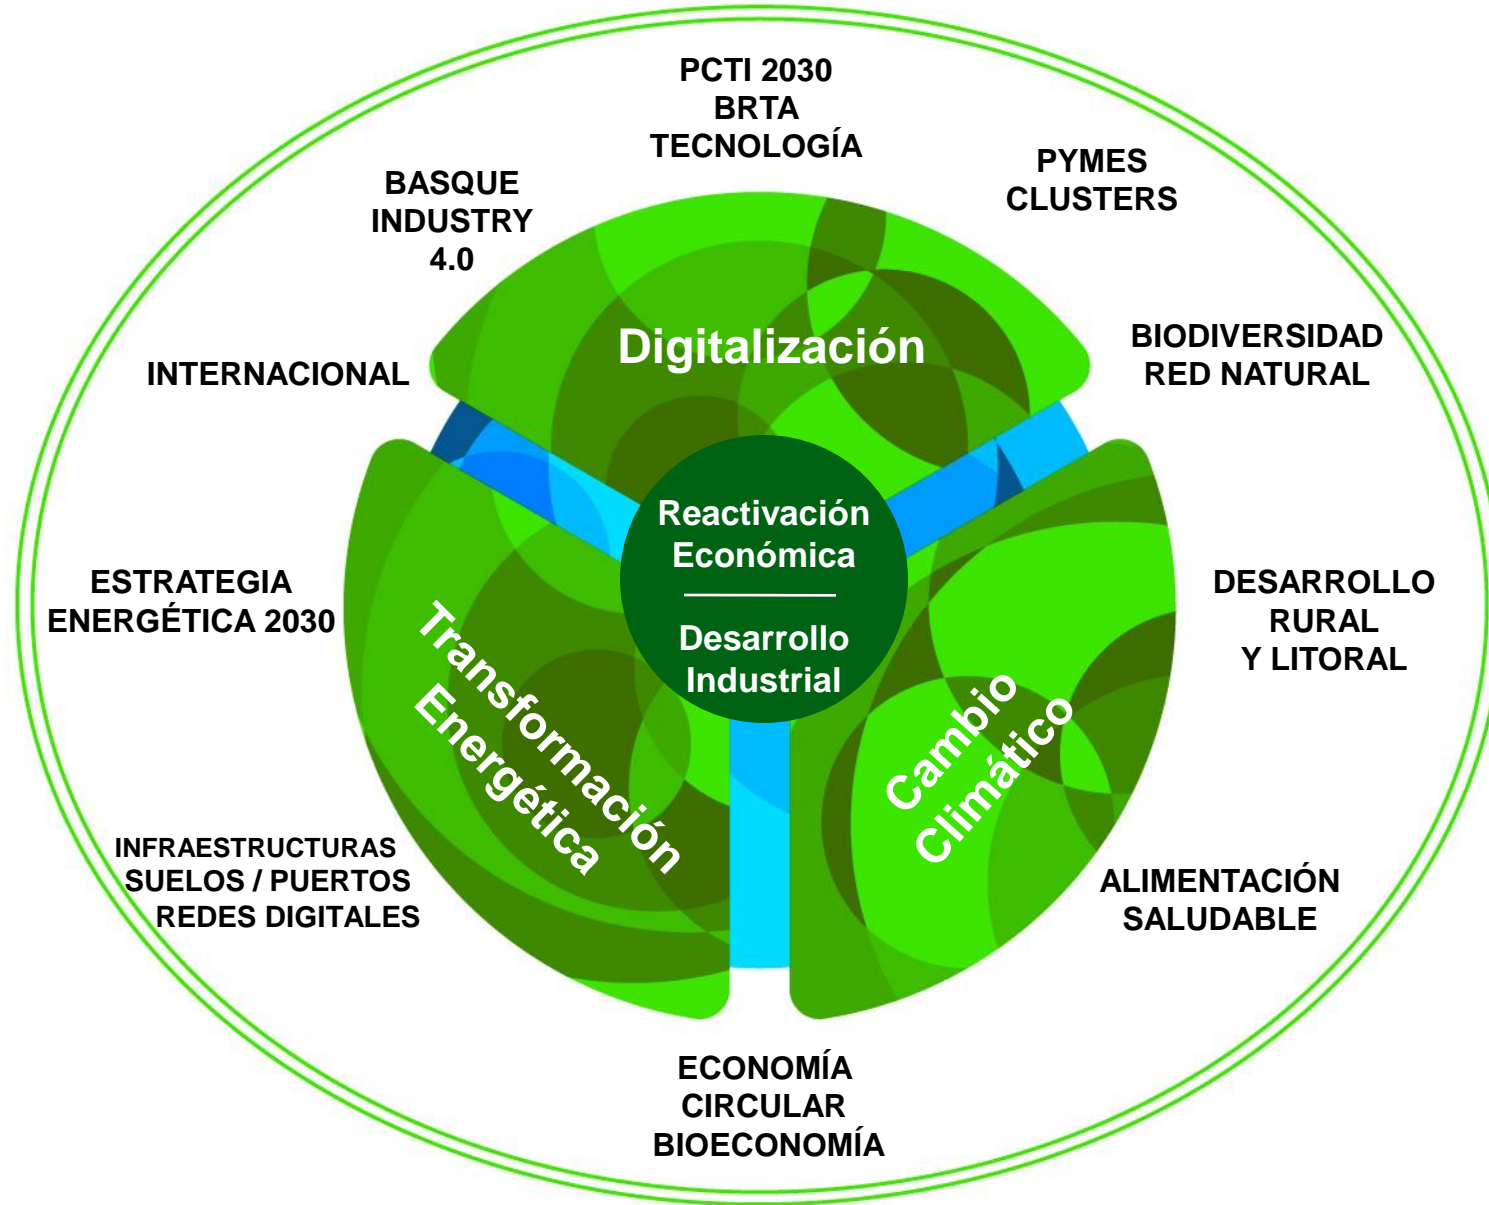 PCTI 2030
BRTA
TECNOLOGÍA
PYMES
CLUSTERS
BASQUE
INDUSTRY
4.0
BIODIVERSIDAD
RED NATURAL
INTERNACIONAL
Digitalización
Reactivación
Económica
Desarrollo
Industrial
ESTRATEGIA
ENERGÉTICA 2030
DESARROLLO
RURAL
Y LITORAL
Transformación
Energética
Cambio
Climático
INFRAESTRUCTURAS
SUELOS / PUERTOS
REDES DIGITALES
ALIMENTACIÓN
SALUDABLE
ECONOMÍA
CIRCULAR
BIOECONOMÍA